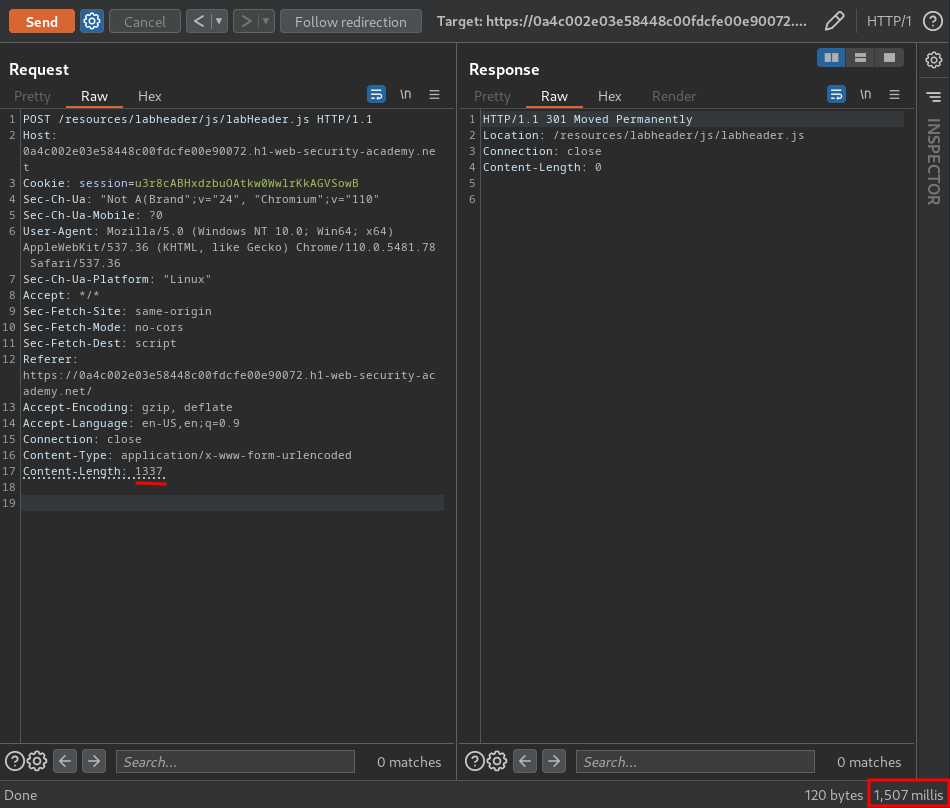 Send Cancel < > Follow redirection Target: https://0a4c002e03e58448c00fdcfe00e90072.... HTTP/1
Request
Pretty Raw Hex \n
1 POST /resources/labheader/js/labHeader.js HTTP/1.1
2 Host:
0a4c002e03e58448c00fdcfe00e90072.h1-web-security-academy.ne
t
3 Cookie: session=u3r8cABHxdzbuOAtkw0WwlrKkAGVSowB
4 Sec-Ch-Ua: "Not A(Brand";v="24", "Chromium";v="110"
5 Sec-Ch-Ua-Mobile: ?0
6 User-Agent: Mozilla/5.0 (Windows NT 10.0; Win64; x64)
AppleWebKit/537.36 (KHTML, like Gecko) Chrome/110.0.5481.78
Safari/537.36
7 Sec-Ch-Ua-Platform: "Linux"
8 Accept: */*
9 Sec-Fetch-Site: same-origin
10 Sec-Fetch-Mode: no-cors
11 Sec-Fetch-Dest: script
12 Referer:
https://0a4c002e03e58448c00fdcfe00e90072.h1-web-security-ac
ademy.net/
13 Accept-Encoding: gzip, deflate
14 Accept-Language: en-US,en;q=0.9
15 Connection: close
16 Content-Type: application/x-www-form-urlencoded
17 Content-Length: 1337
18
19
Search... 0 matches
Response
Pretty Raw Hex Render \n
1 HTTP/1.1 301 Moved Permanently
2 Location: /resources/labheader/js/labheader.js
3 Connection: close
4 Content-Length: 0
5
6
Search... 0 matches
INSPECTOR
Done 120 bytes 1,507 millis